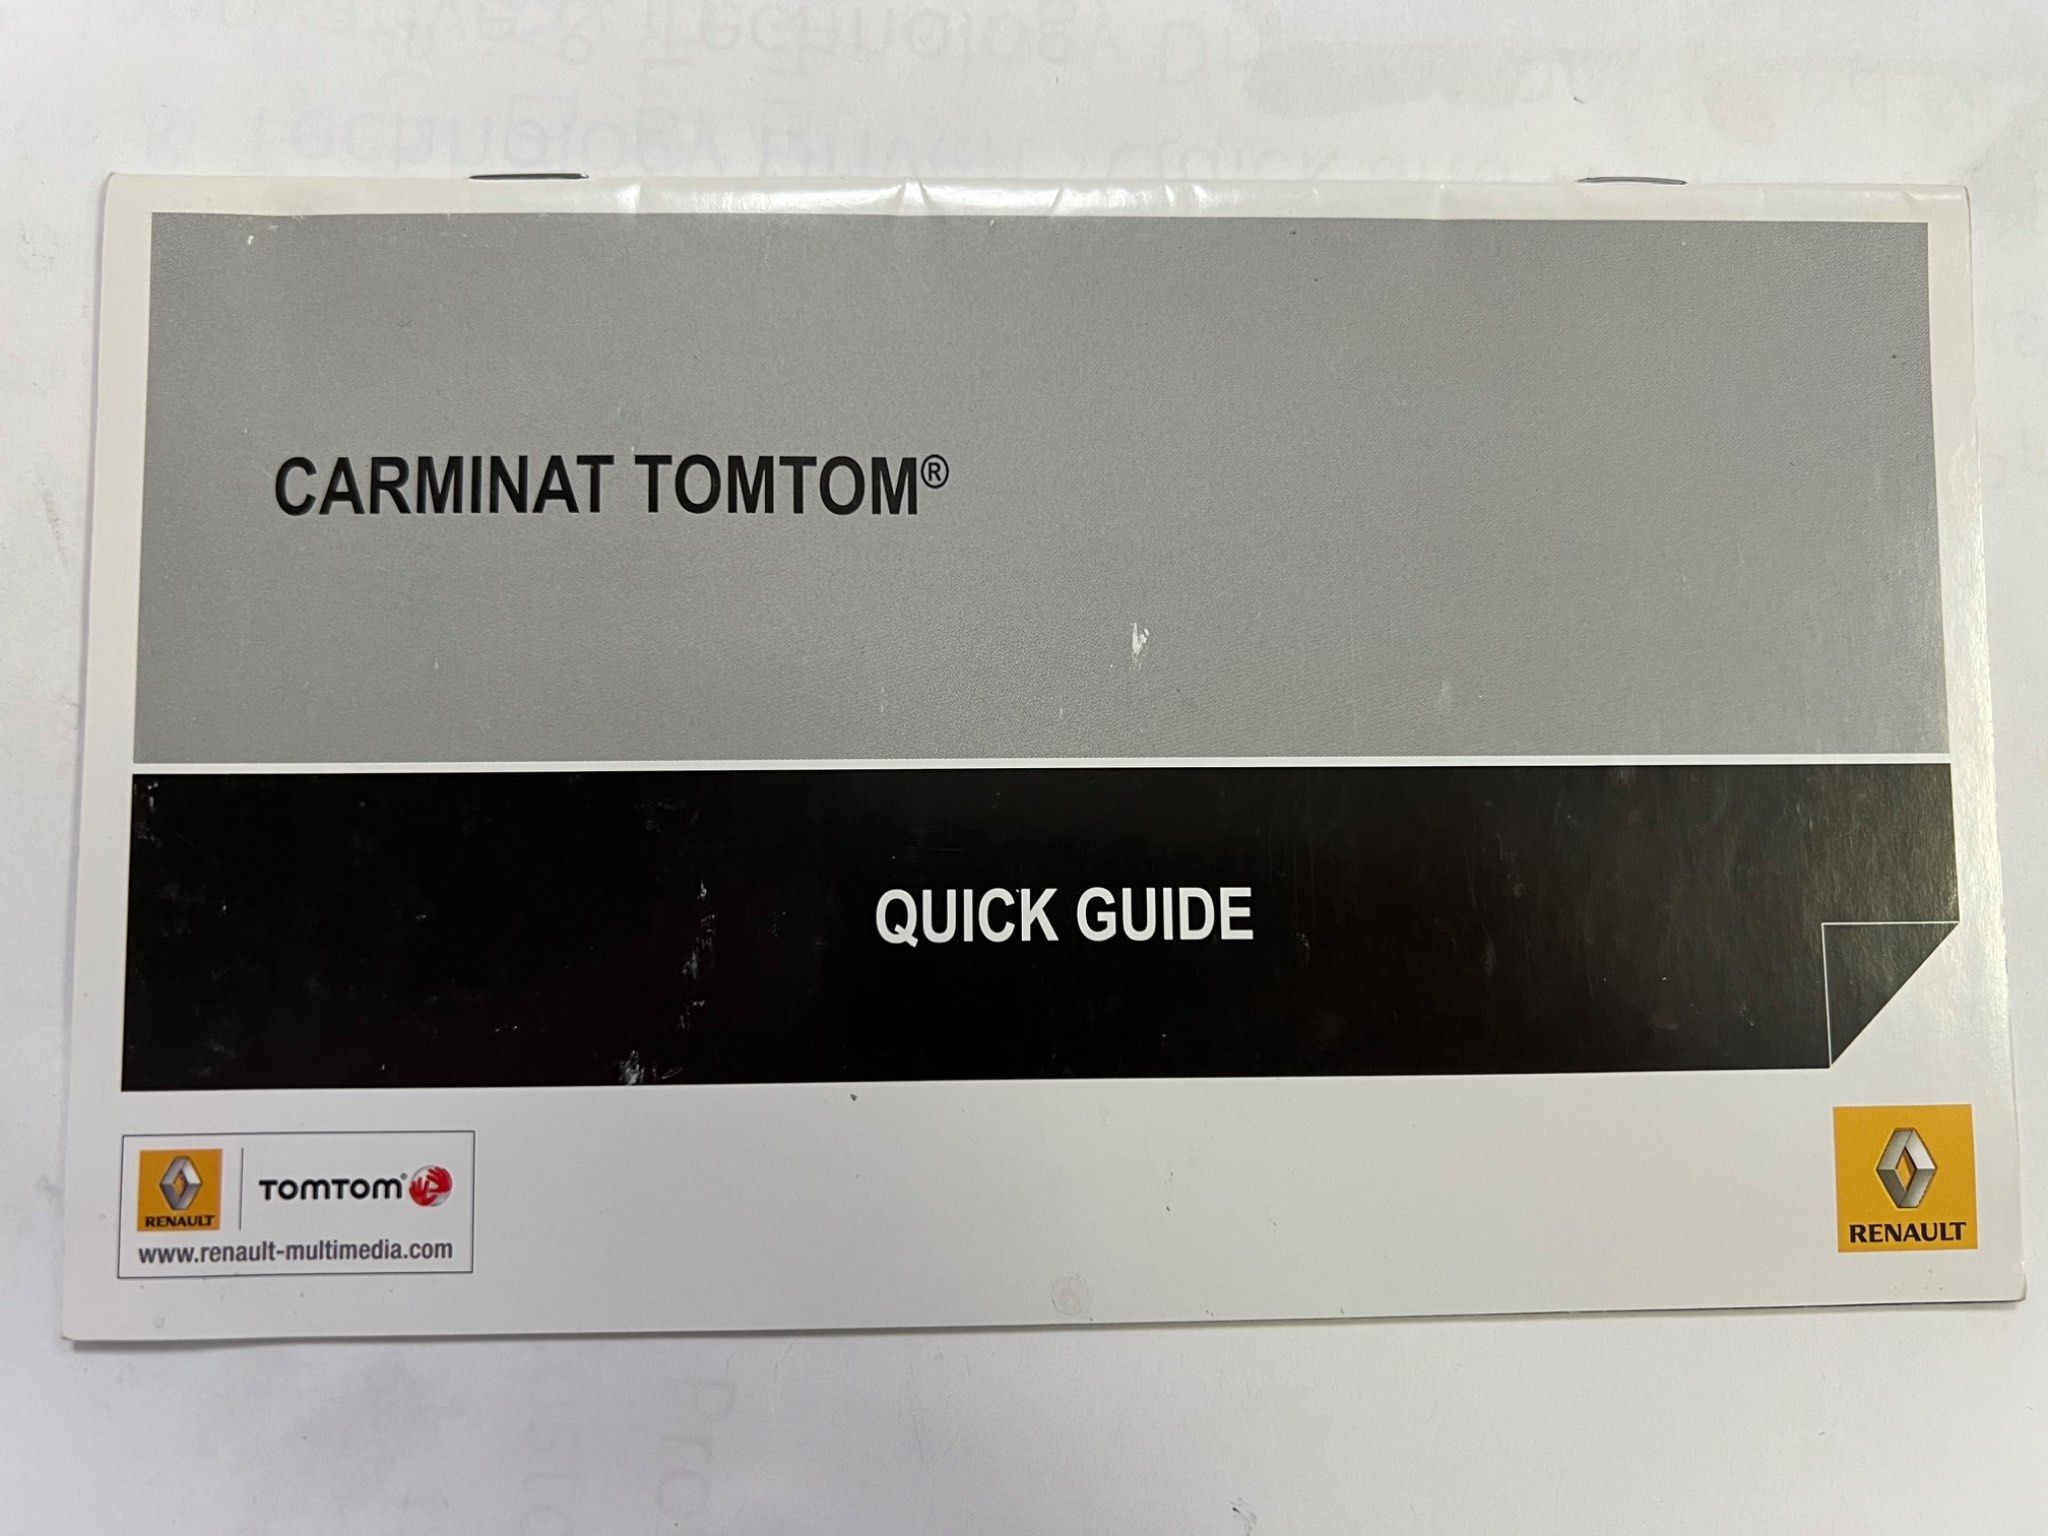 CARMINAT TOMTOM®
QUICK GUIDE
RENAULT
TOMTOM®
www.renault-multimedia.com
RENAULT